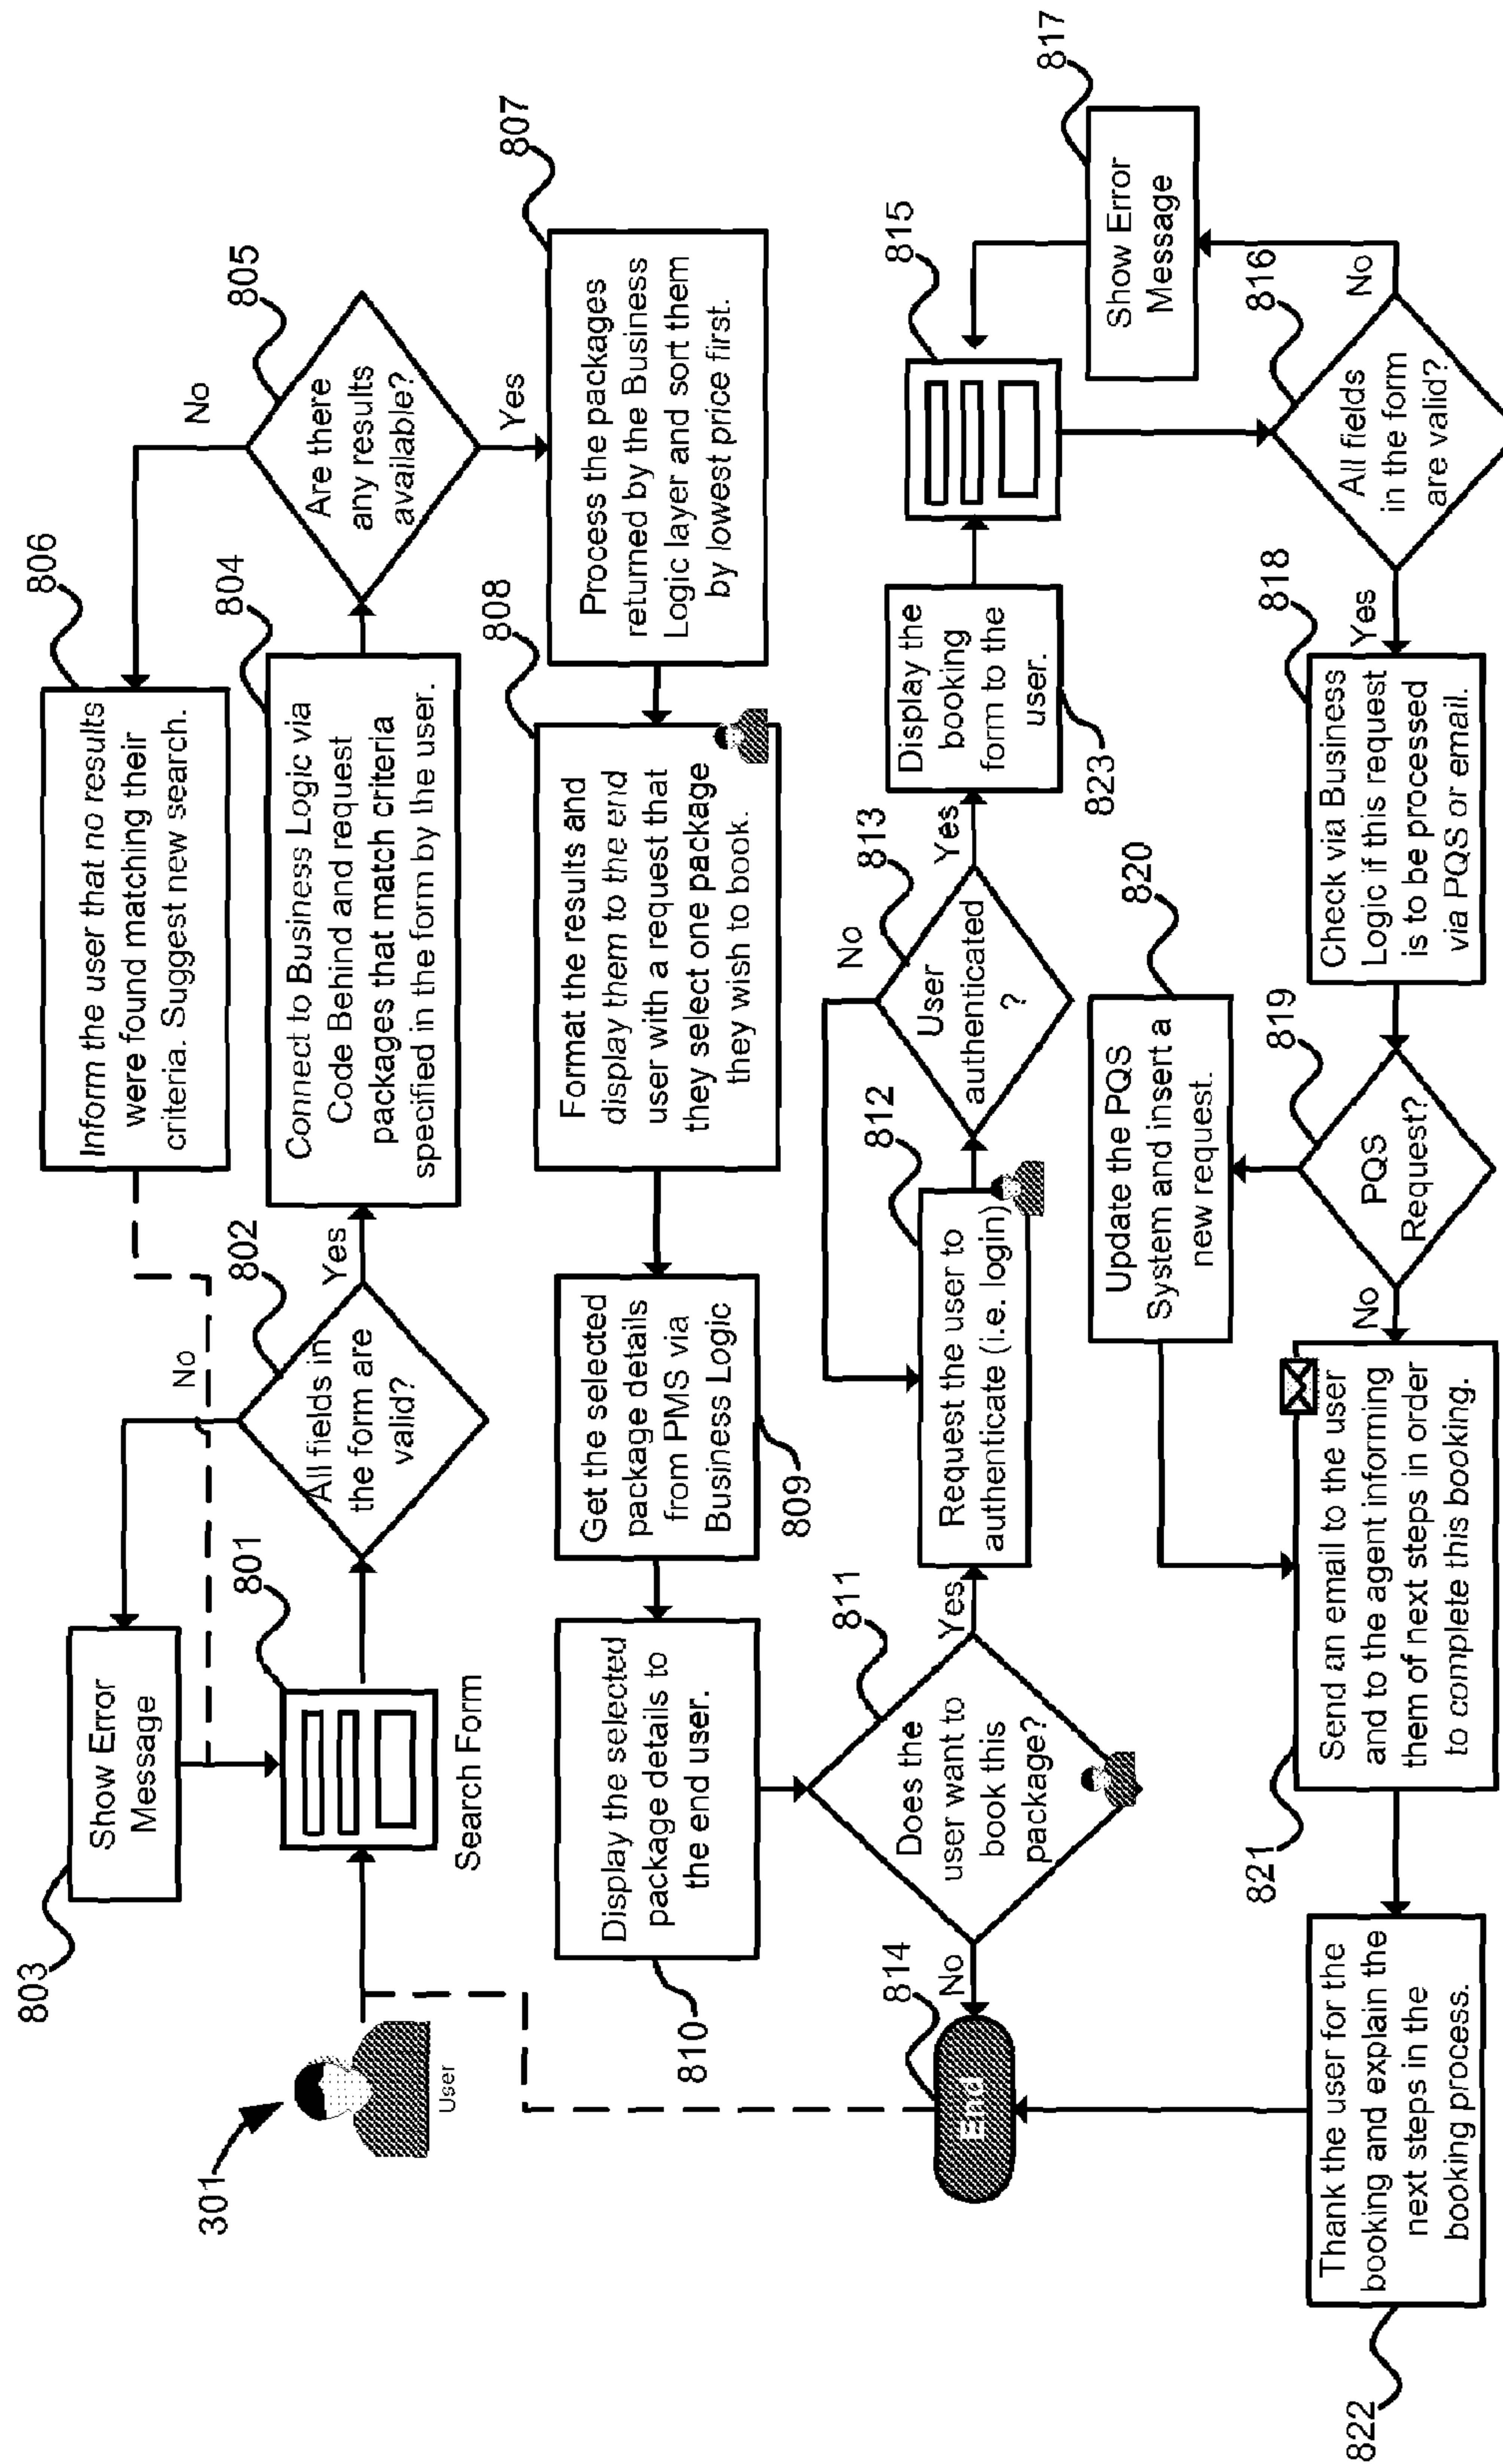 301
User
803
Show Error
Message
801
Search Form
802
All fields in
the form are
valid?
No
Yes
806
Inform the user that no results
were found matching their
criteria. Suggest new search.
804
Connect to Business Logic via
Code Behind and request
packages that match criteria
specified in the form by the user.
805
Are there
any results
available?
No
Yes
807
Process the packages
returned by the Business
Logic layer and sort them
by lowest price first.
808
Format the results and
display them to the end
user with a request that
they select one package
they wish to book.
Get the selected
package details
from PMS via
Business Logic
809
Display the selected
package details to
the end user.
810
811
Does the
user want to
book this
package?
No
Yes
814
End
812
Request the user to
authenticate (i.e. login)
813
User
authenticated
?
No
Yes
Display the
booking
form to the
user.
823
815
817
Show Error
Message
816
All fields
in the form
are valid?
No
Yes
818
Check via Business
Logic if this request
is to be processed
via PQS or email.
819
PQS
Request?
No
820
Update the PQS
System and insert a
new request.
Send an email to the user
and to the agent informing
them of next steps in order
to complete this booking.
821
Thank the user for the
booking and explain the
next steps in the
booking process.
822